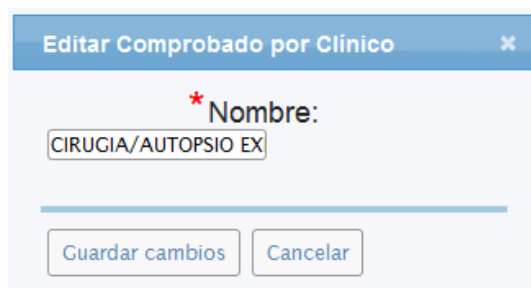 Editar Comprobado por Clínico ×
*Nombre:
CIRUGIA/AUTOPSIO EX
Guardar cambios Cancelar